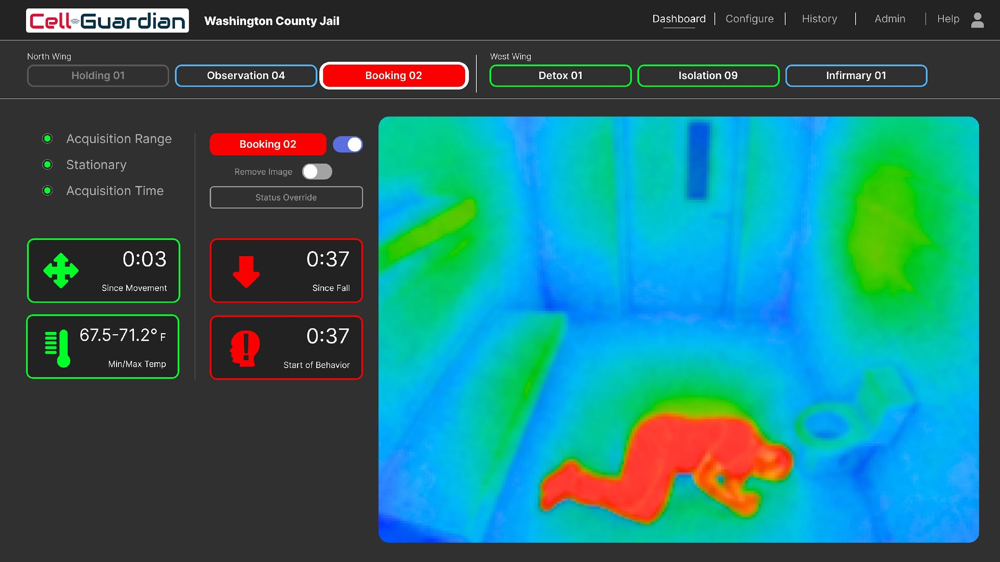 Cell Guardian
Washington County Jail
Dashboard
Configure
History
Admin
Help
North Wing
Holding 01
Observation 04
Booking 02
West Wing
Detox 01
Isolation 09
Infirmary 01
Acquisition Range
Stationary
Acquisition Time
Booking 02
Remove Image
Status Override
0:03
Since Movement
0:37
Since Fall
67.5-71.2° F
Min/Max Temp
0:37
Start of Behavior